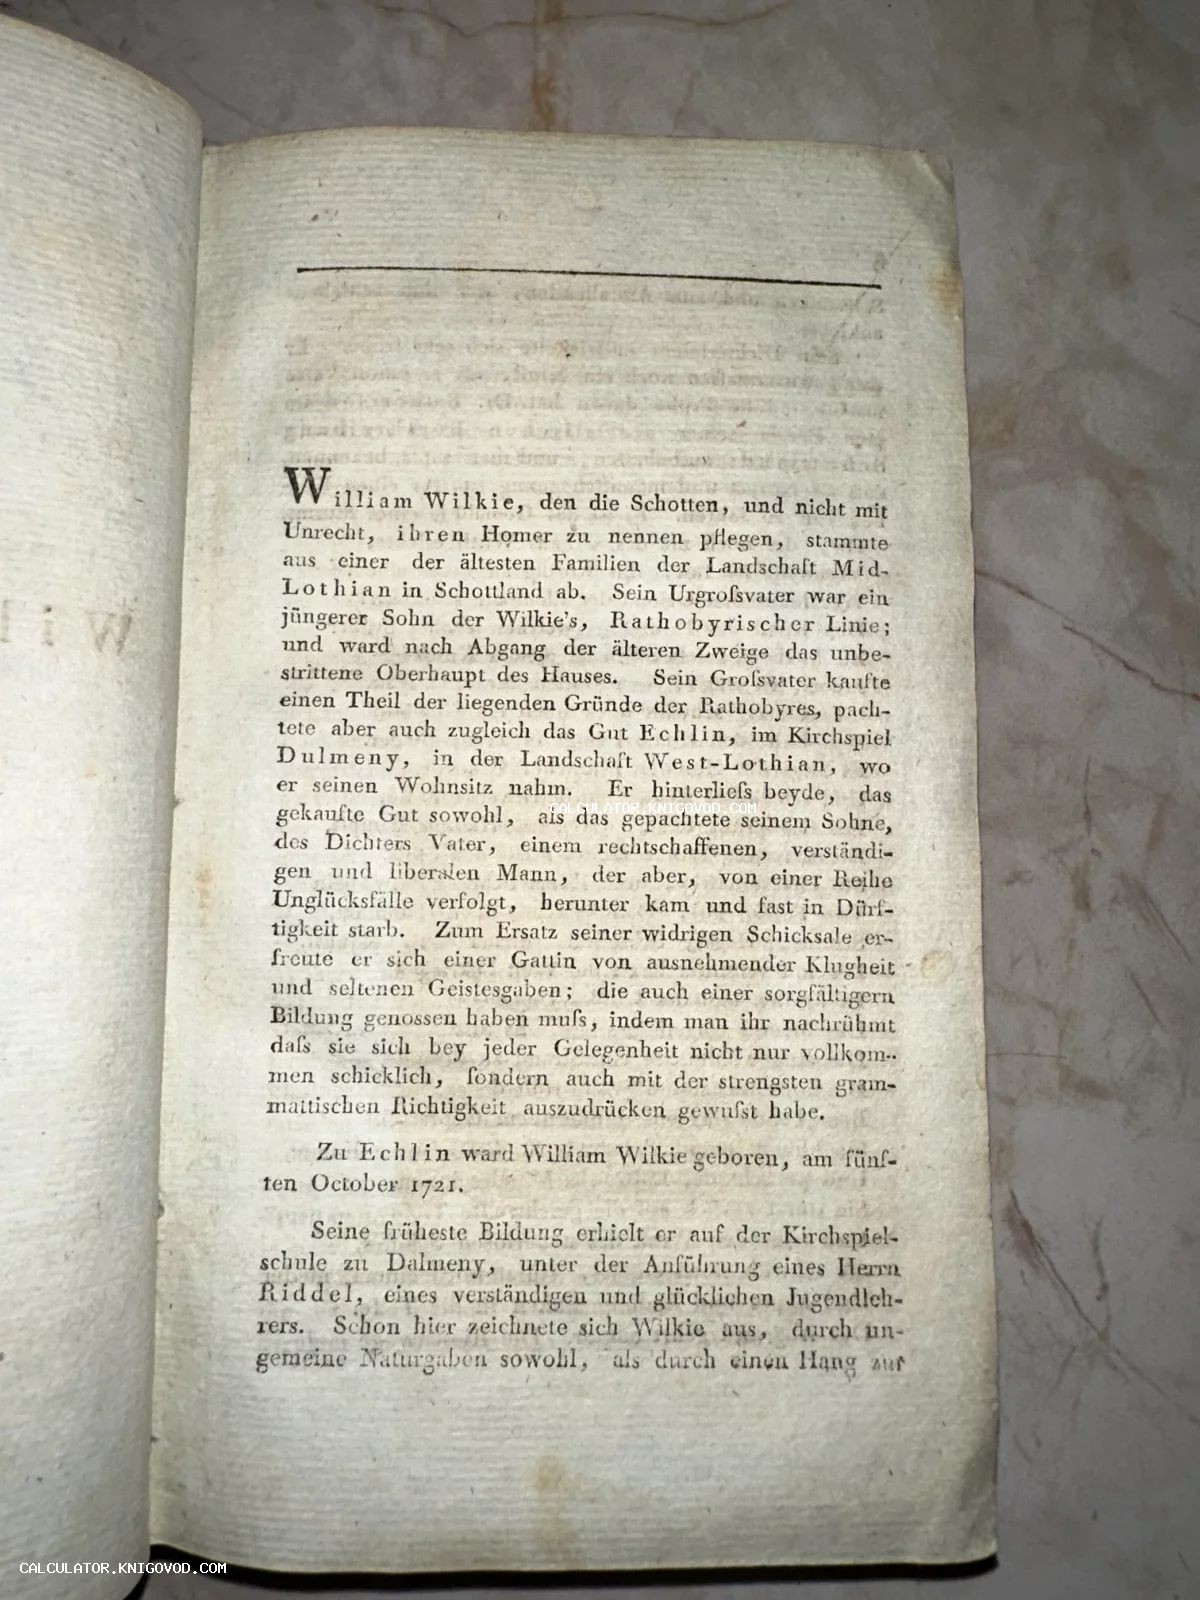 William Wilkie, den die Schotten, und nicht mit
Unrecht, ihren Homer zu nennen pflegen, stammte
aus einer der ältesten Familien der Landschaft Mid-
Lothian in Schottland ab. Sein Urgroſsvater war ein
jüngerer Sohn der Wilkie's, Rathobyrischer Linie;
und ward nach Abgang der älteren Zweige das unbe-
strittene Oberhaupt des Hauses. Sein Groſsvater kaufte
einen Theil der liegenden Gründe der Rathobyres, pach-
tete aber auch zugleich das Gut Echlin, im Kirchspiel
Dulmeny, in der Landschaft West-Lothian, wo
er seinen Wohnsitz nahm. Er hinterlieſs beyde, das
CALCULATOR.KNIGOVOD.COM
gekaufte Gut sowohl, als das gepachtete seinem Sohne,
des Dichters Vater, einem rechtschaffenen, verständi-
gen und liberalen Mann, der aber, von einer Reihe
Unglücksfälle verfolgt, herunter kam und fast in Dürf-
tigkeit starb. Zum Ersatz seiner widrigen Schicksale er-
freute er sich einer Gattin von ausnehmender Klugheit
und seltenen Geistesgaben; die auch einer sorgfältigern
Bildung genossen haben muſs, indem man ihr nachrühmt
daſs sie sich bey jeder Gelegenheit nicht nur vollkom-
men schicklich, sondern auch mit der strengsten gram-
mattischen Richtigkeit auszudrücken gewuſst habe.
Zu Echlin ward William Wilkie geboren, am fünf-
ten October 1721.
Seine früheste Bildung erhielt er auf der Kirchspiel-
schule zu Dalmeny, unter der Anführung eines Herrn
Riddel, eines verständigen und glücklichen Jugendleh-
rers. Schon hier zeichnete sich Wilkie aus, durch un-
gemeine Naturgaben sowohl, als durch einen Hang zur
CALCULATOR.KNIGOVOD.COM